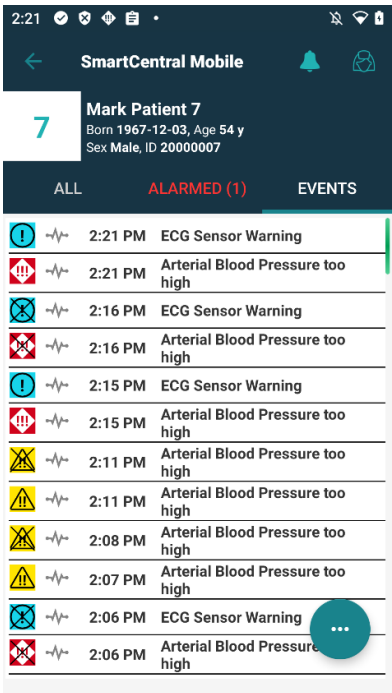 2:21
SmartCentral Mobile
7
Mark Patient 7
Born 1967-12-03, Age 54 y
Sex Male, ID 20000007
ALL ALARMED (1) EVENTS
2:21 PM ECG Sensor Warning
2:21 PM Arterial Blood Pressure too
high
2:16 PM ECG Sensor Warning
2:16 PM Arterial Blood Pressure too
high
2:15 PM ECG Sensor Warning
2:15 PM Arterial Blood Pressure too
high
2:11 PM Arterial Blood Pressure too
high
2:11 PM Arterial Blood Pressure too
high
2:08 PM Arterial Blood Pressure too
high
2:07 PM Arterial Blood Pressure too
high
2:06 PM ECG Sensor Warning
2:06 PM Arterial Blood Pressure
high